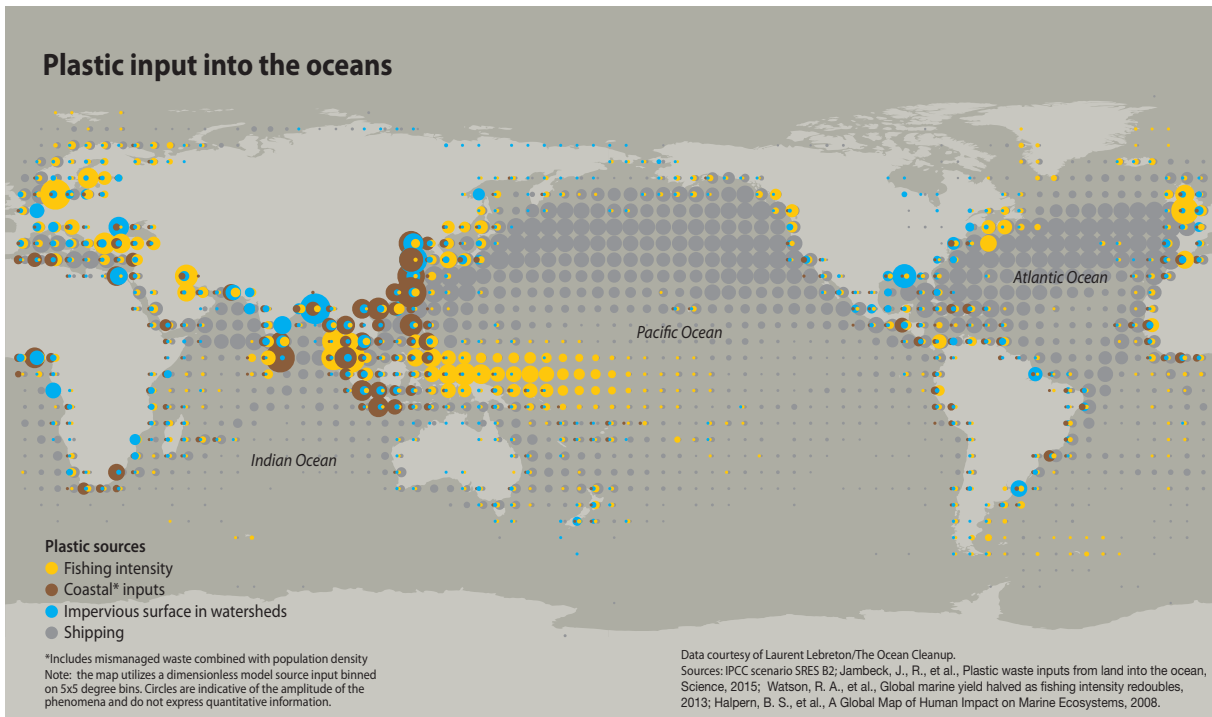 Plastic input into the oceans
Atlantic Ocean
Pacific Ocean
Indian Ocean
Plastic sources
Fishing intensity
Coastal* inputs
Impervious surface in watersheds
Shipping
*Includes mismanaged waste combined with population density
Note: the map utilizes a dimensionless model source input binned
on 5x5 degree bins. Circles are indicative of the amplitude of the
phenomena and do not express quantitative information.
Data courtesy of Laurent Lebreton/The Ocean Cleanup.
Sources: IPCC scenario SRES B2; Jambeck, J., R., et al., Plastic waste inputs from land into the ocean,
Science, 2015; Watson, R. A., et al., Global marine yield halved as fishing intensity redoubles,
2013; Halpern, B. S., et al., A Global Map of Human Impact on Marine Ecosystems, 2008.